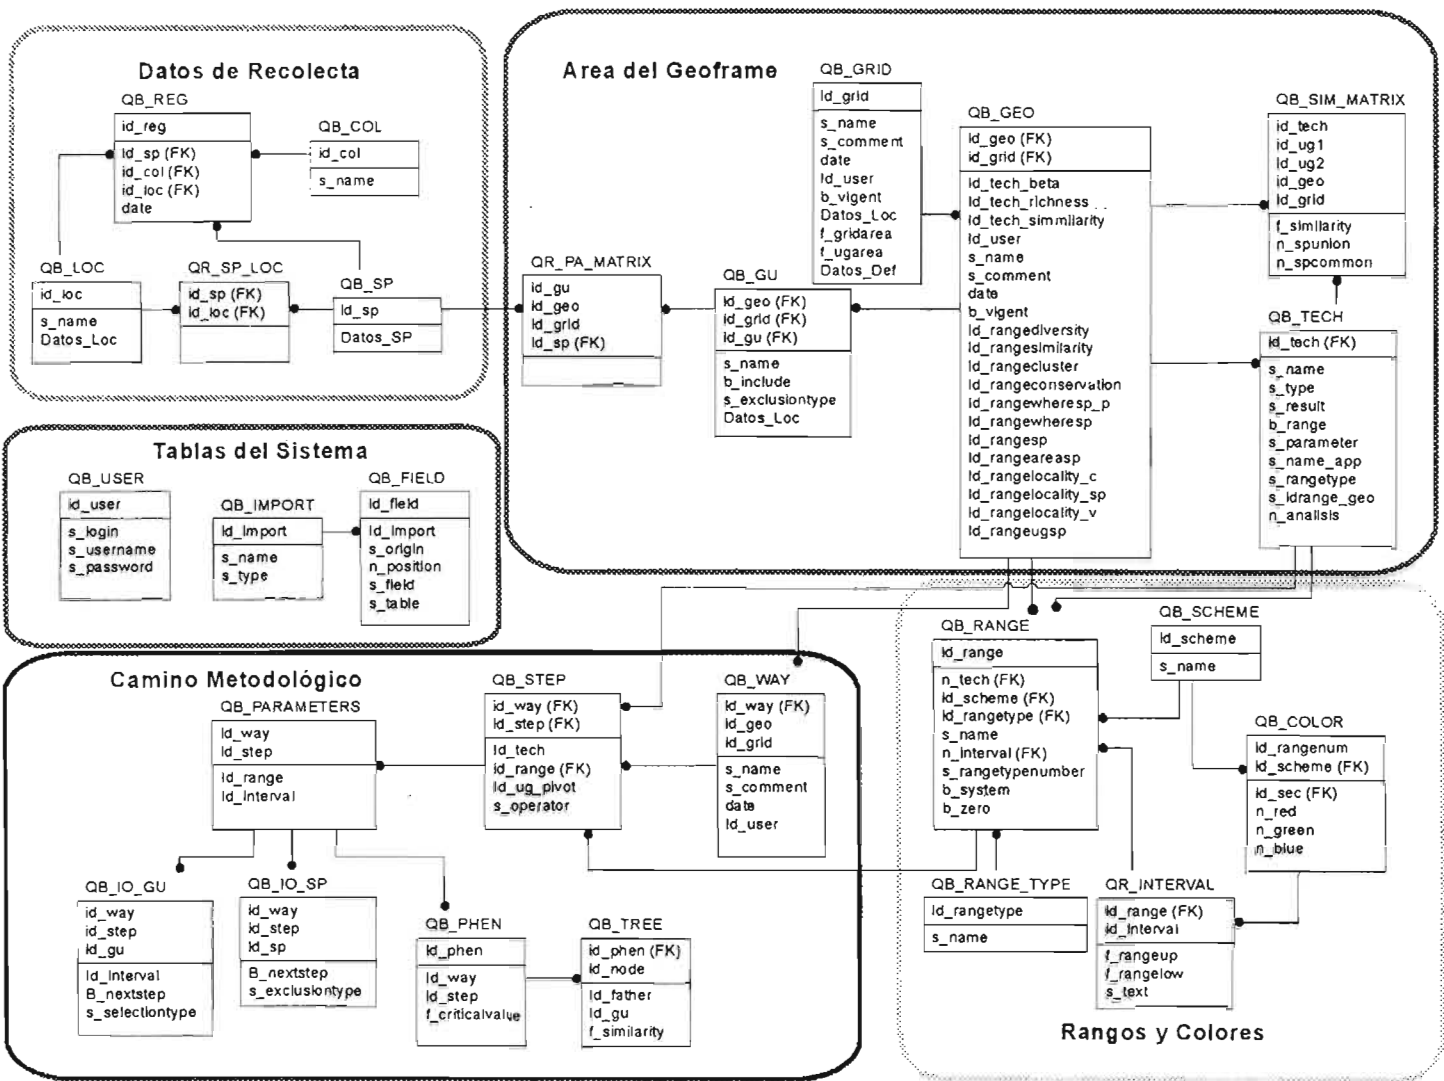 Datos de Recolecta
QB_REG
id_reg
id_sp (FK)
id_col (FK)
id_loc (FK)
date
QB_COL
id_col
s_name
QB_LOC
id_loc
s_name
Datos_Loc
QR_SP_LOC
id_sp (FK)
id_loc (FK)
QB_SP
id_sp
Datos_SP
Area del Geoframe
QB_GRID
id_grid
s_name
s_comment
date
id_user
b_vigent
Datos_Loc
f_gridarea
f_ugarea
Datos_Def
QR_PA_MATRIX
id_gu
id_geo
id_grid
id_sp (FK)
QB_GU
id_geo (FK)
id_grid (FK)
id_gu (FK)
s_name
b_include
s_exclusiontype
Datos_Loc
QB_GEO
id_geo (FK)
id_grid (FK)
id_tech_beta
id_tech_richness
id_tech_simmilarity
id_user
s_name
s_comment
date
b_vigent
id_rangediversity
id_rangesimilarity
id_rangecluster
id_rangeconservation
id_rangewheresp_p
id_rangewheresp
id_rangesp
id_rangeareasp
id_rangelocality_c
id_rangelocality_sp
id_rangelocality_v
id_rangeugsp
QB_SIM_MATRIX
id_tech
id_ug1
id_ug2
id_geo
id_grid
f_similarity
n_spunion
n_spcommon
QB_TECH
id_tech (FK)
s_name
s_type
s_result
b_range
s_parameter
s_name_app
s_rangetype
s_idrange_geo
n_analisis
Tablas del Sistema
QB_USER
id_user
s_login
s_username
s_password
QB_IMPORT
id_import
s_name
s_type
QB_FIELD
id_field
id_import
s_origin
n_position
s_field
s_table
Camino Metodológico
QB_PARAMETERS
id_way
id_step
id_range
id_interval
QB_STEP
id_way (FK)
id_step (FK)
id_tech
id_range (FK)
id_ug_pivot
s_operator
QB_WAY
id_way (FK)
id_geo
id_grid
s_name
s_comment
date
id_user
QB_IO_GU
id_way
id_step
id_gu
id_interval
B_nextstep
s_selectiontype
QB_IO_SP
id_way
id_step
id_sp
B_nextstep
s_exclusiontype
QB_PHEN
id_phen
id_way
id_step
f_criticalvalue
QB_TREE
id_phen (FK)
id_node
id_father
id_gu
f_similarity
QB_RANGE
id_range
n_tech (FK)
id_scheme (FK)
id_rangetype (FK)
s_name
n_interval (FK)
s_rangetypenumber
b_system
b_zero
QB_SCHEME
id_scheme
s_name
QB_COLOR
id_rangenum
id_scheme (FK)
id_sec (FK)
n_red
n_green
n_blue
QB_RANGE_TYPE
id_rangetype
s_name
QR_INTERVAL
id_range (FK)
id_interval
f_rangeup
f_rangelow
s_text
Rangos y Colores